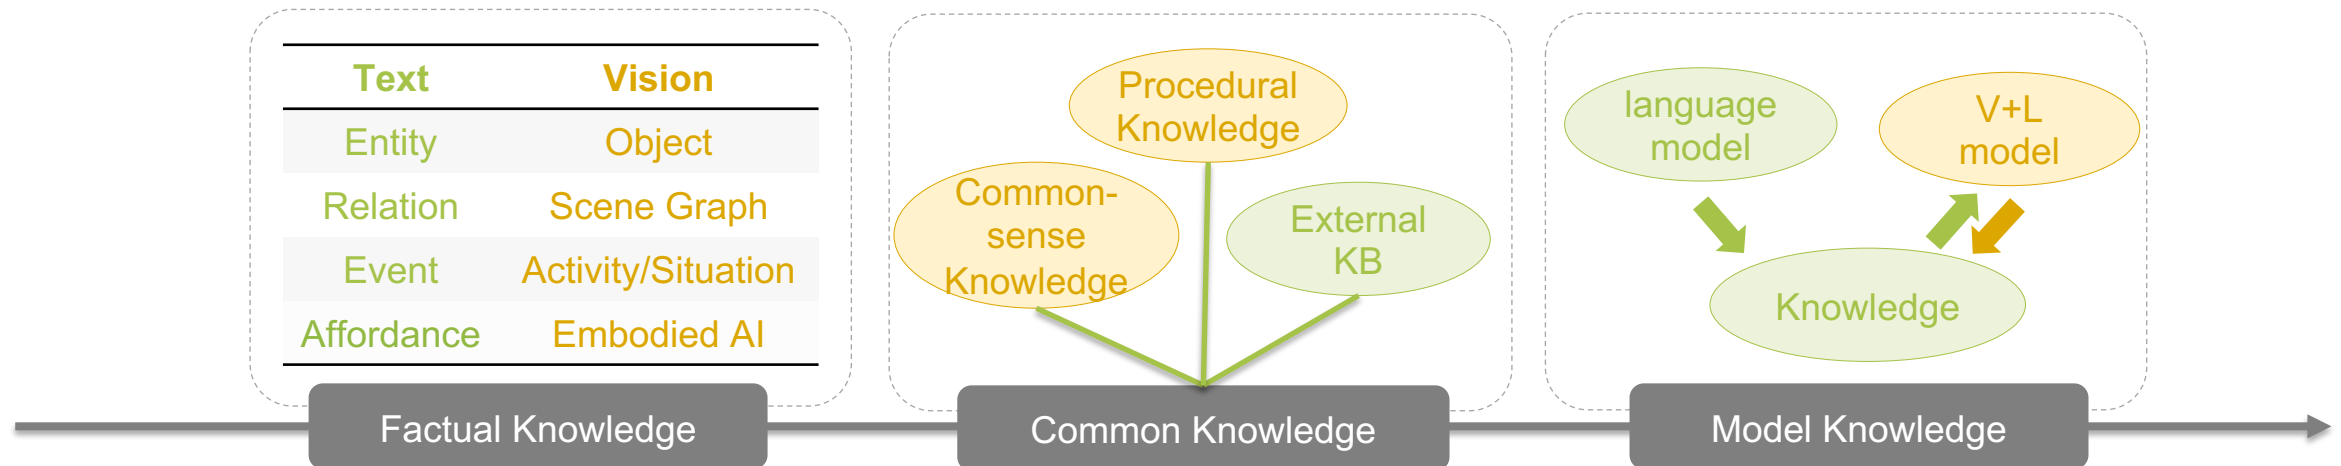 Text Vision
Entity Object
Relation Scene Graph
Event Activity/Situation
Affordance Embodied AI
Factual Knowledge
Procedural
Knowledge
Common-
sense
Knowledge
External
KB
Common Knowledge
language
model
V+L
model
Knowledge
Model Knowledge